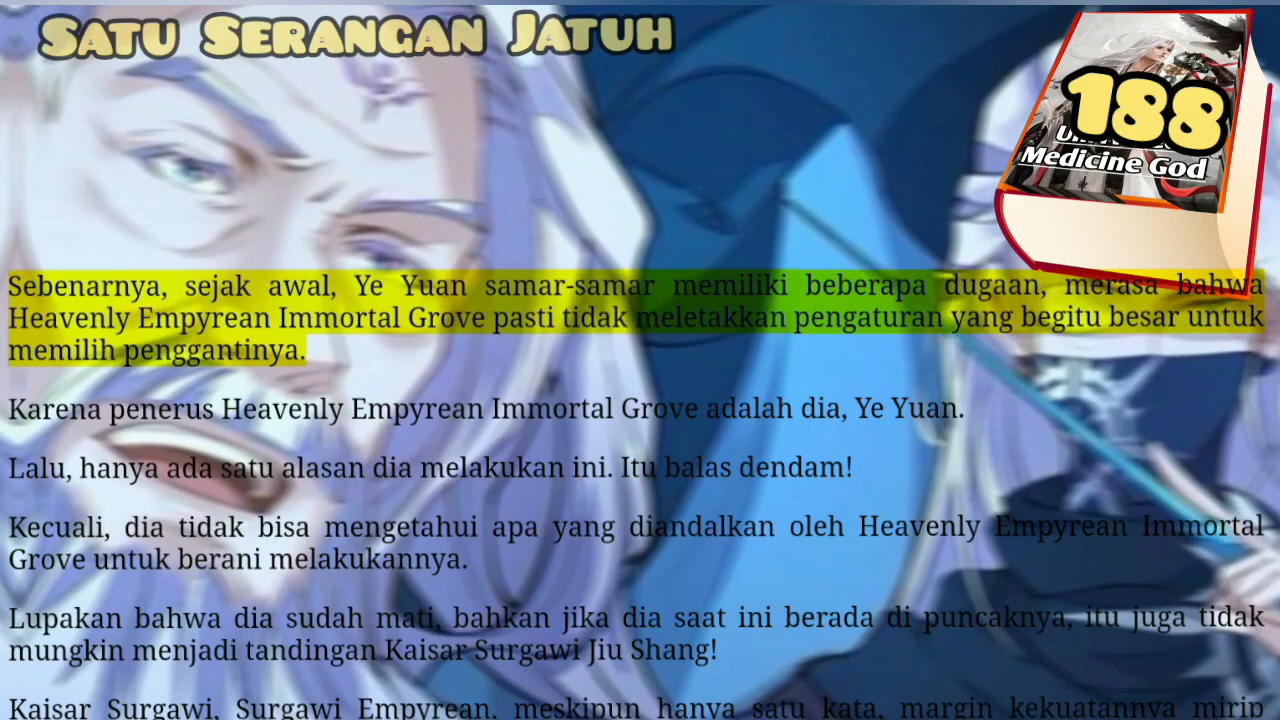 Satu Serangan Jatuh
188
Medicine God
Sebenarnya, sejak awal, Ye Yuan samar-samar memiliki beberapa dugaan, merasa bahwa
Heavenly Empyrean Immortal Grove pasti tidak meletakkan pengaturan yang begitu besar untuk
memilih penggantinya.
Karena penerus Heavenly Empyrean Immortal Grove adalah dia, Ye Yuan.
Lalu, hanya ada satu alasan dia melakukan ini. Itu balas dendam!
Kecuali, dia tidak bisa mengetahui apa yang diandalkan oleh Heavenly Empyrean Immortal
Grove untuk berani melakukannya.
Lupakan bahwa dia sudah mati, bahkan jika dia saat ini berada di puncaknya, itu juga tidak
mungkin menjadi tandingan Kaisar Surgawi Jiu Shang!
Kaisar Surgawi, Surgawi Empyrean, meskipun hanya satu kata, margin kekuatannya mirip